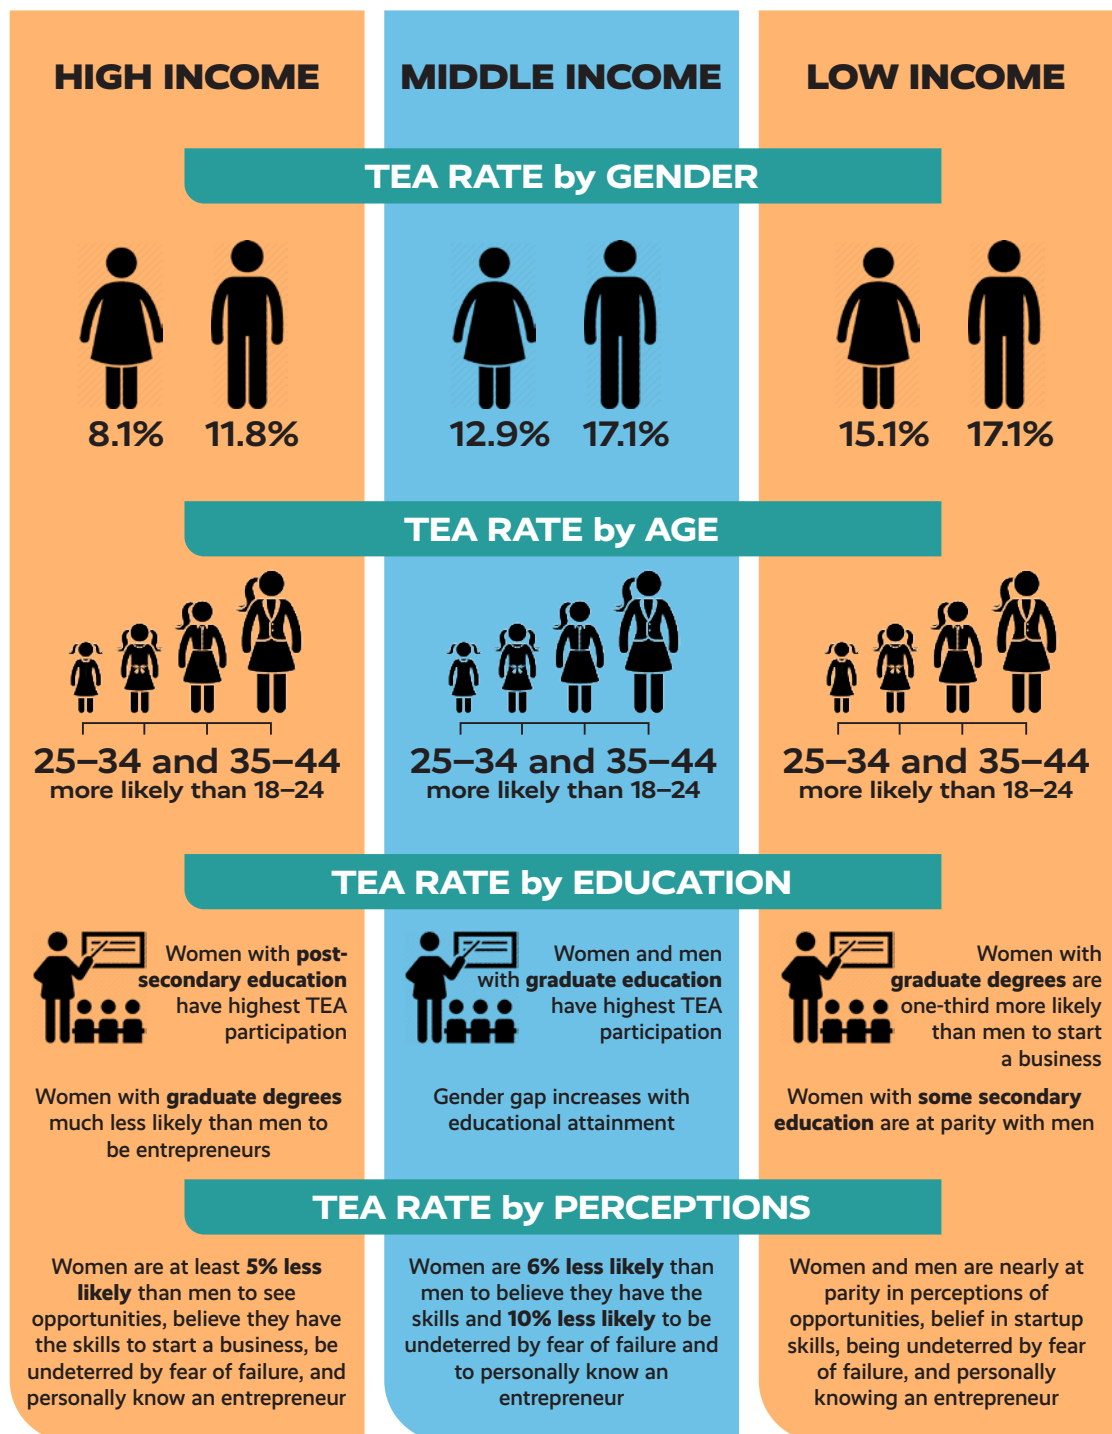 HIGH INCOME
MIDDLE INCOME
LOW INCOME
TEA RATE by GENDER
8.1%
11.8%
12.9%
17.1%
15.1%
17.1%
TEA RATE by AGE
25–34 and 35–44
more likely than 18–24
25–34 and 35–44
more likely than 18–24
25–34 and 35–44
more likely than 18–24
TEA RATE by EDUCATION
Women with post-
secondary education
have highest TEA
participation
Women with graduate degrees
much less likely than men to
be entrepreneurs
Women and men
with graduate education
have highest TEA
participation
Gender gap increases with
educational attainment
Women with
graduate degrees are
one-third more likely
than men to start
a business
Women with some secondary
education are at parity with men
TEA RATE by PERCEPTIONS
Women are at least 5% less
likely than men to see
opportunities, believe they have
the skills to start a business, be
undeterred by fear of failure, and
personally know an entrepreneur
Women are 6% less likely than
men to believe they have the
skills and 10% less likely to be
undeterred by fear of failure and
to personally know an
entrepreneur
Women and men are nearly at
parity in perceptions of
opportunities, belief in startup
skills, being undeterred by fear
of failure, and personally
knowing an entrepreneur